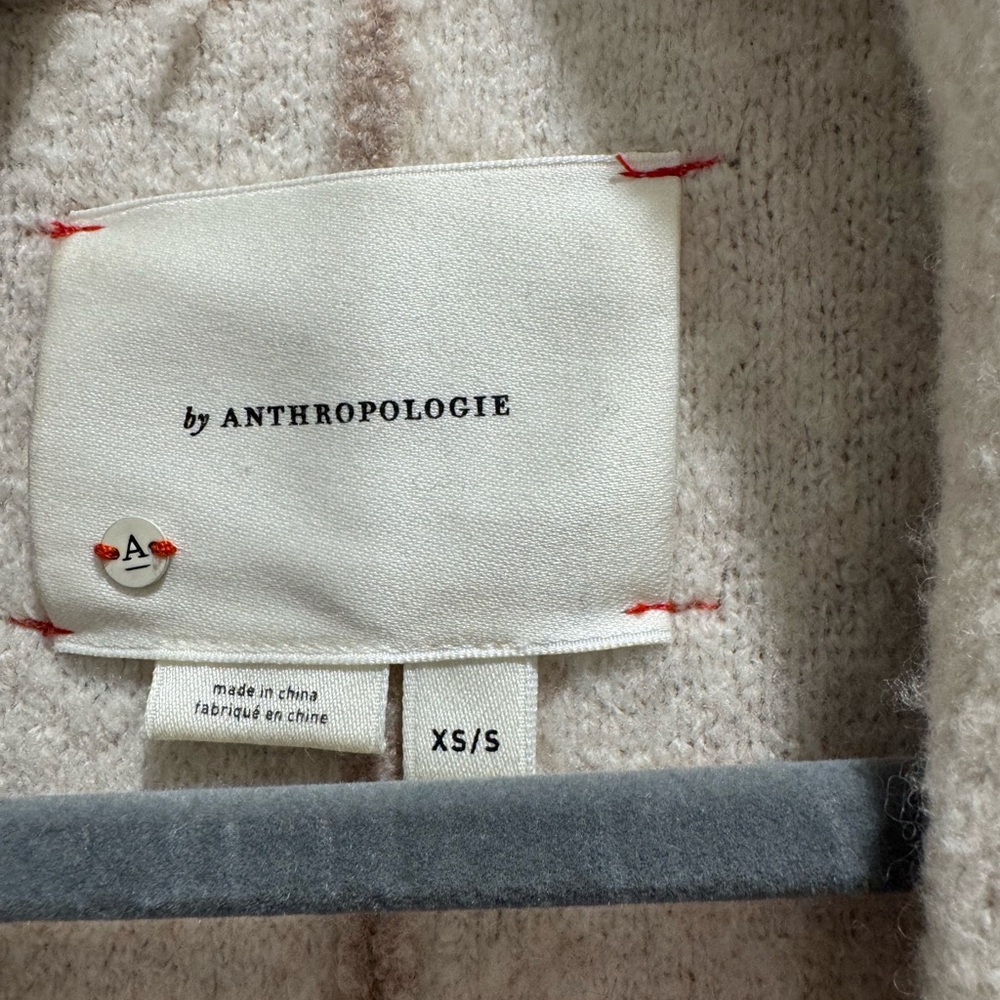 by ANTHROPOLOGIE
A
made in china
fabriqué en chine
XS/S